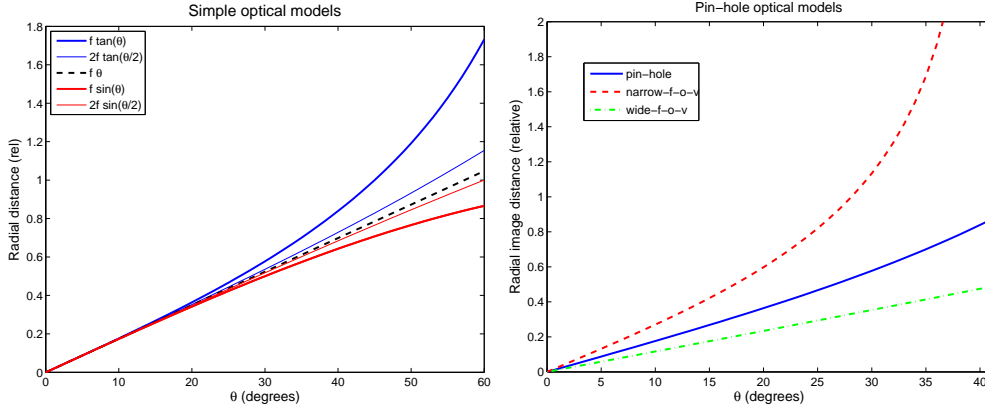 Simple optical models
Radial distance (rel)
1.8
1.6
1.4
1.2
1
0.8
0.6
0.4
0.2
0
f tan(θ)
2f tan(θ/2)
f θ
f sin(θ)
2f sin(θ/2)
0 10 20 30 40 50 60
θ (degrees)
Pin−hole optical models
Radial image distance (relative)
2
1.8
1.6
1.4
1.2
1
0.8
0.6
0.4
0.2
0
pin−hole
narrow−f−o−v
wide−f−o−v
0 5 10 15 20 25 30 35 40
θ (degrees)